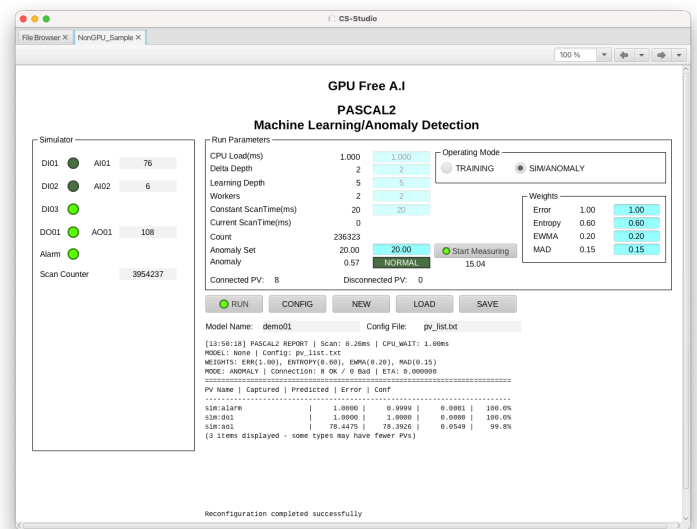 CS-Studio
File Browser × NonGPU_Sample ×
100 %
GPU Free A.I
PASCAL2
Machine Learning/Anomaly Detection
Simulator
DI01 AI01 76
DI02 AI02 6
DI03
DO01 AO01 108
Alarm
Scan Counter 3954237
Run Parameters
CPU Load(ms) 1.000 1.000
Delta Depth 2 2
Learning Depth 5 5
Workers 2 2
Constant ScanTime(ms) 20 20
Current ScanTime(ms) 0
Count 236323
Anomaly Set 20.00 20.00 Start Measuring
Anomaly 0.57 NORMAL 15.04
Connected PV: 8 Disconnected PV: 0
Operating Mode
TRAINING SIM/ANOMALY
Weights
Error 1.00 1.00
Entropy 0.60 0.60
EWMA 0.20 0.20
MAD 0.15 0.15
RUN CONFIG NEW LOAD SAVE
Model Name: demo01 Config File: pv_list.txt
[13:50:18] PASCAL2 REPORT | Scan: 0.26ms | CPU_WAIT: 1.00ms
MODEL: None | Config: pv_list.txt
WEIGHTS: ERR(1.00), ENTROPY(0.60), EWMA(0.20), MAD(0.15)
MODE: ANOMALY | Connection: 8 OK / 0 Bad | ETA: 0.000000
======================================================================
PV Name | Captured | Predicted | Error | Conf
----------------------------------------------------------------------
sim:alarm | 1.0000 | 0.9999 | 0.0001 | 100.0%
sim:do1 | 1.0000 | 1.0000 | 0.0000 | 100.0%
sim:ao1 | 78.4475 | 78.3926 | 0.0549 | 99.8%
(3 items displayed - some types may have fewer PVs)
Reconfiguration completed successfully